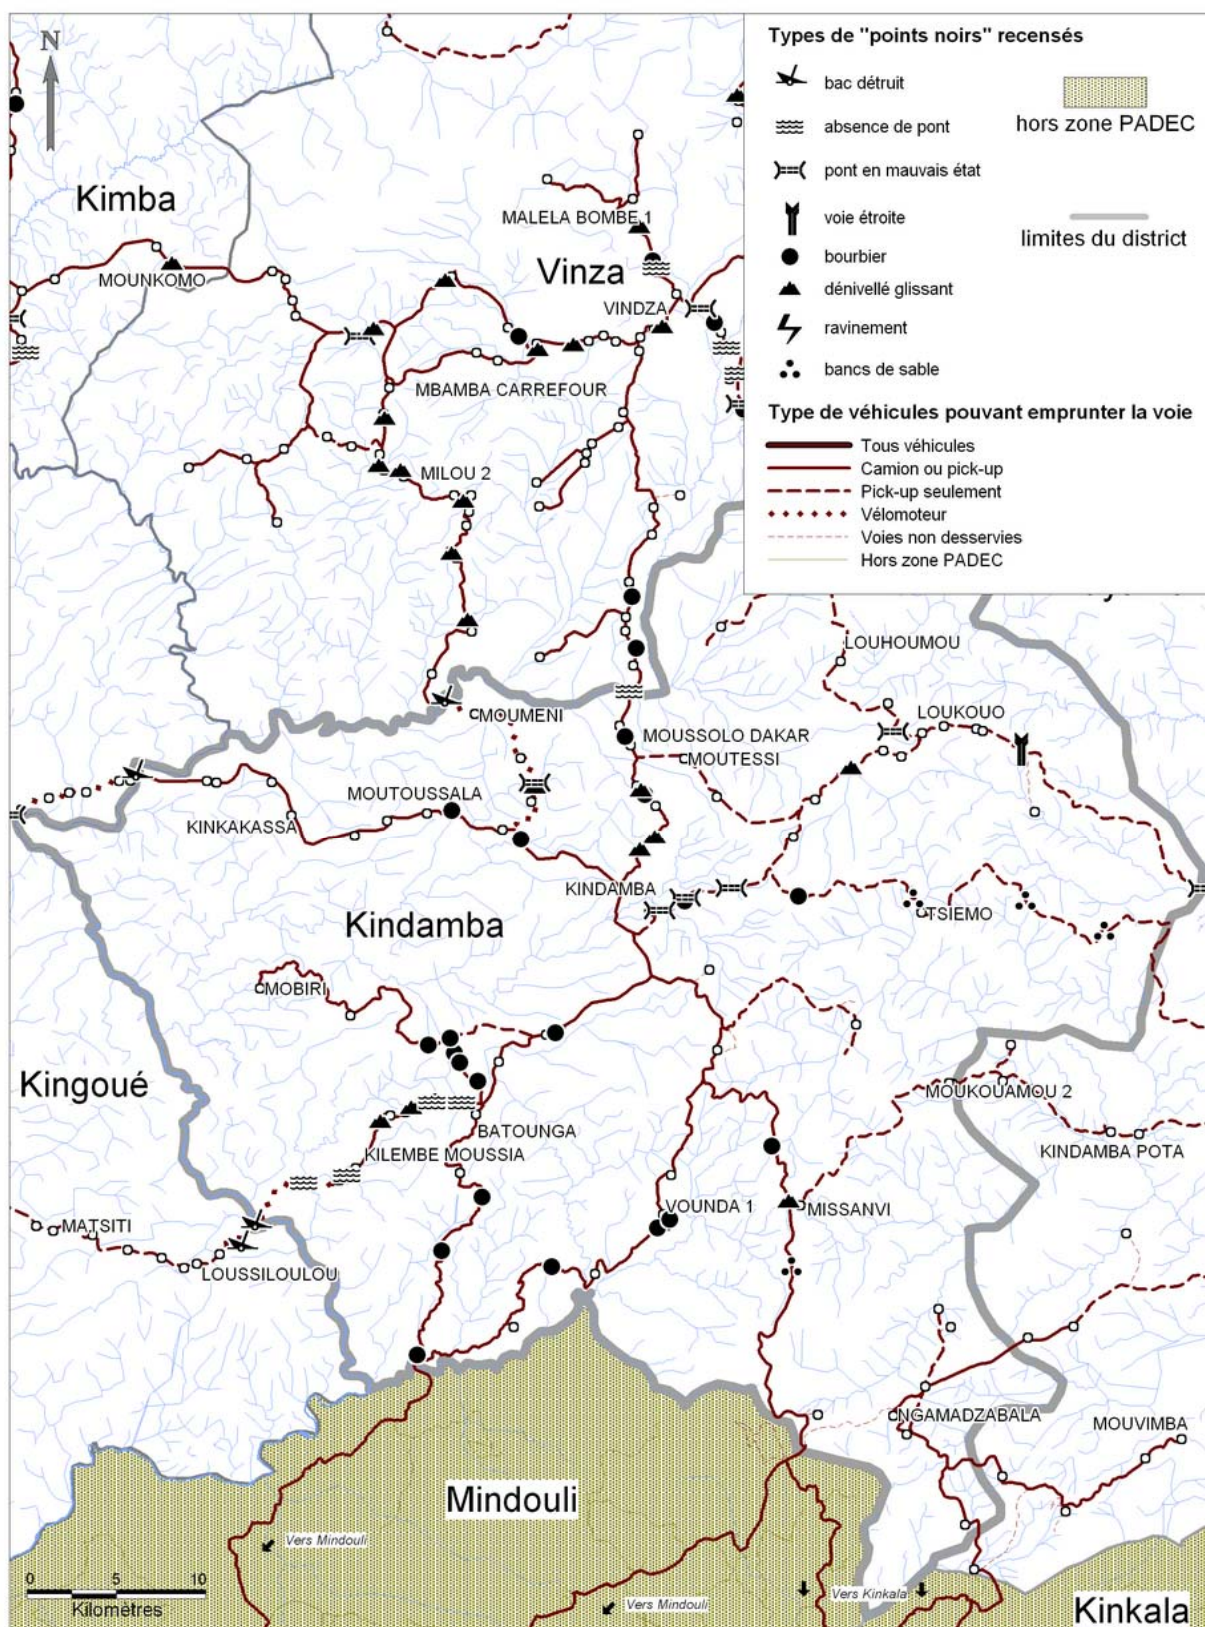 N
Types de "points noirs" recensés
bac détruit
absence de pont
hors zone PADEC
pont en mauvais état
voie étroite
limites du district
bourbier
dénivellé glissant
ravinement
bancs de sable
Type de véhicules pouvant emprunter la voie
Tous véhicules
Camion ou pick-up
Pick-up seulement
Vélomoteur
Voies non desservies
Hors zone PADEC
Kimba
MALELA BOMBE 1
Vinza
MOUNKOMO
VINDZA
MBAMBA CARREFOUR
MILOU 2
LOUHOUMOU
MOUMENI
LOUKOUO
MOUSSOLO DAKAR
MOUTESSI
MOUTOUSSALA
KINKAKASSA
KINDAMBA
TSIEMO
Kindamba
MOBIRI
Kingoué
MOUKOUAMOU 2
BATOUNGA
KINDAMBA POTA
KILEMBE MOUSSIA
VOUNDA 1
MISSANVI
MATSITI
LOUSSILOULOU
NGAMADZABALA
MOUVIMBA
Mindouli
Vers Mindouli
0 5 10
Kilomètres
Vers Mindouli
Vers Kinkala
Kinkala